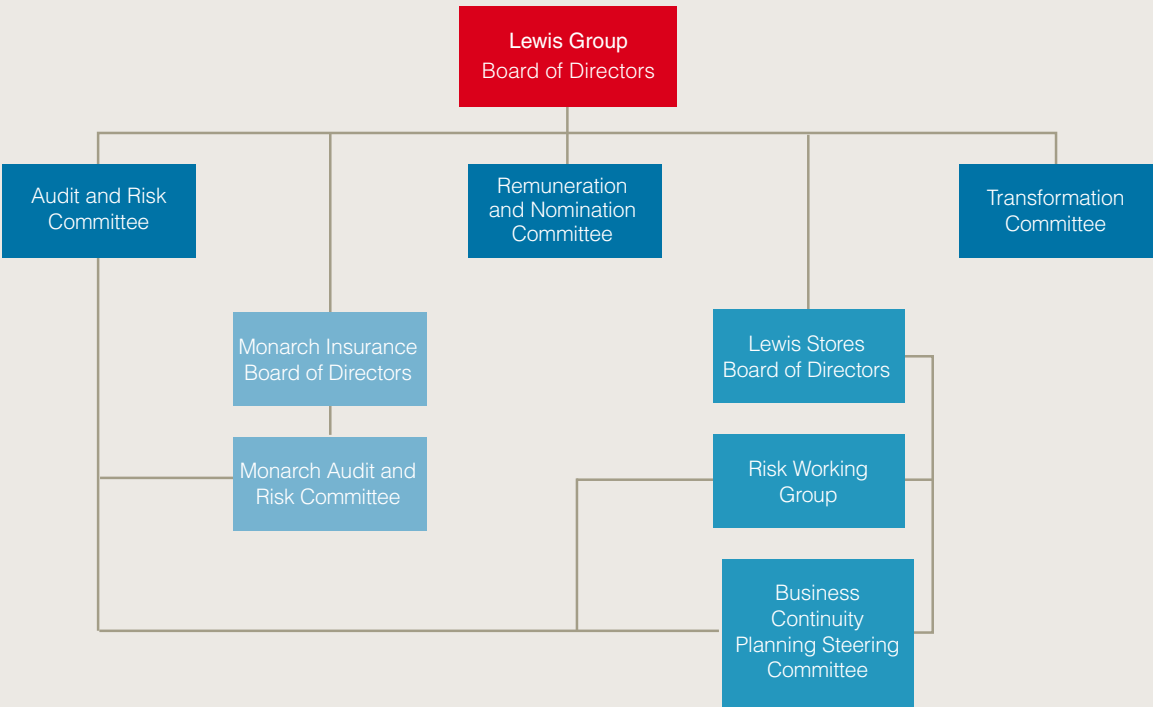 Lewis Group
Board of Directors
Audit and Risk
Committee
Remuneration
and Nomination
Committee
Transformation
Committee
Monarch Insurance
Board of Directors
Lewis Stores
Board of Directors
Monarch Audit and
Risk Committee
Risk Working
Group
Business
Continuity
Planning Steering
Committee